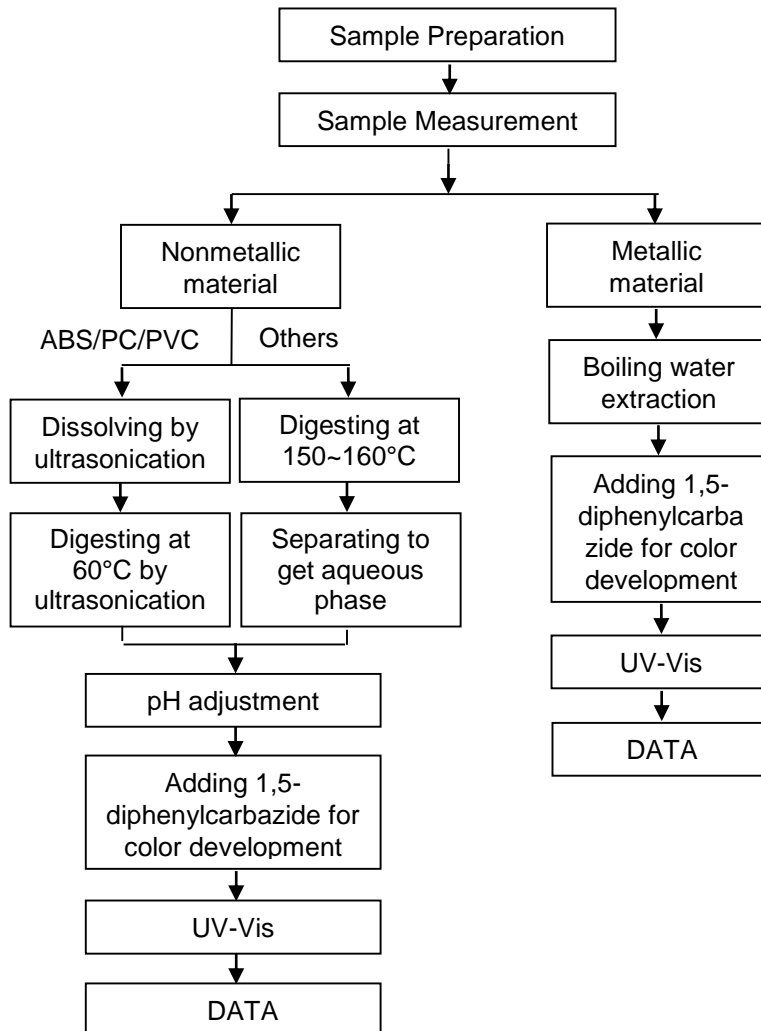 Sample Preparation
Sample Measurement
Nonmetallic
material
Metallic
material
ABS/PC/PVC
Others
Boiling water
extraction
Dissolving by
ultrasonication
Digesting at
150~160°C
Adding 1,5-
diphenylcarba
zide for color
development
Digesting at
60°C by
ultrasonication
Separating to
get aqueous
phase
UV-Vis
pH adjustment
DATA
Adding 1,5-
diphenylcarbazide for
color development
UV-Vis
DATA